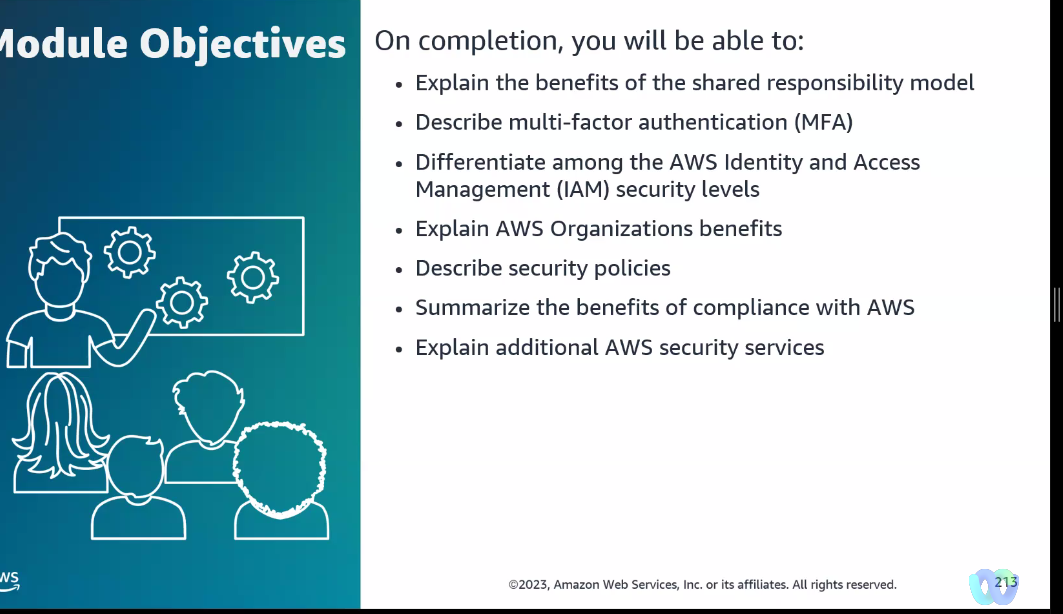 Module Objectives
On completion, you will be able to:
• Explain the benefits of the shared responsibility model
• Describe multi-factor authentication (MFA)
• Differentiate among the AWS Identity and Access
Management (IAM) security levels
• Explain AWS Organizations benefits
• Describe security policies
• Summarize the benefits of compliance with AWS
• Explain additional AWS security services
ws
©2023, Amazon Web Services, Inc. or its affiliates. All rights reserved.
213